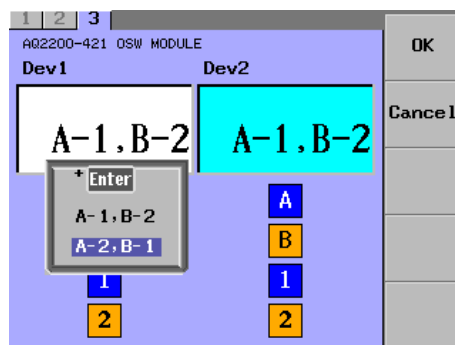 1 2 3
AQ2200-421 OSW MODULE
OK
Dev1 Dev2
Cancel
A-1,B-2 A-1,B-2
Enter
A-1,B-2
A-2,B-1
A
B
1 1
2 2